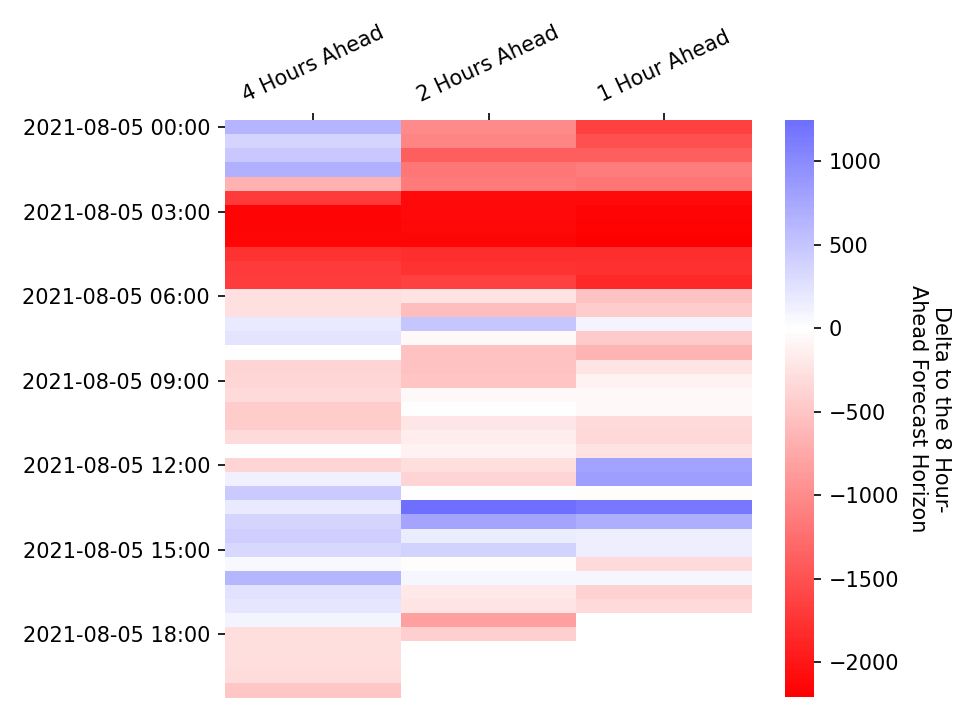 4 Hours Ahead
2 Hours Ahead
1 Hour Ahead
2021-08-05 00:00
2021-08-05 03:00
2021-08-05 06:00
2021-08-05 09:00
2021-08-05 12:00
2021-08-05 15:00
2021-08-05 18:00
1000
500
0
−500
−1000
−1500
−2000
Delta to the 8 Hour-
Ahead Forecast Horizon